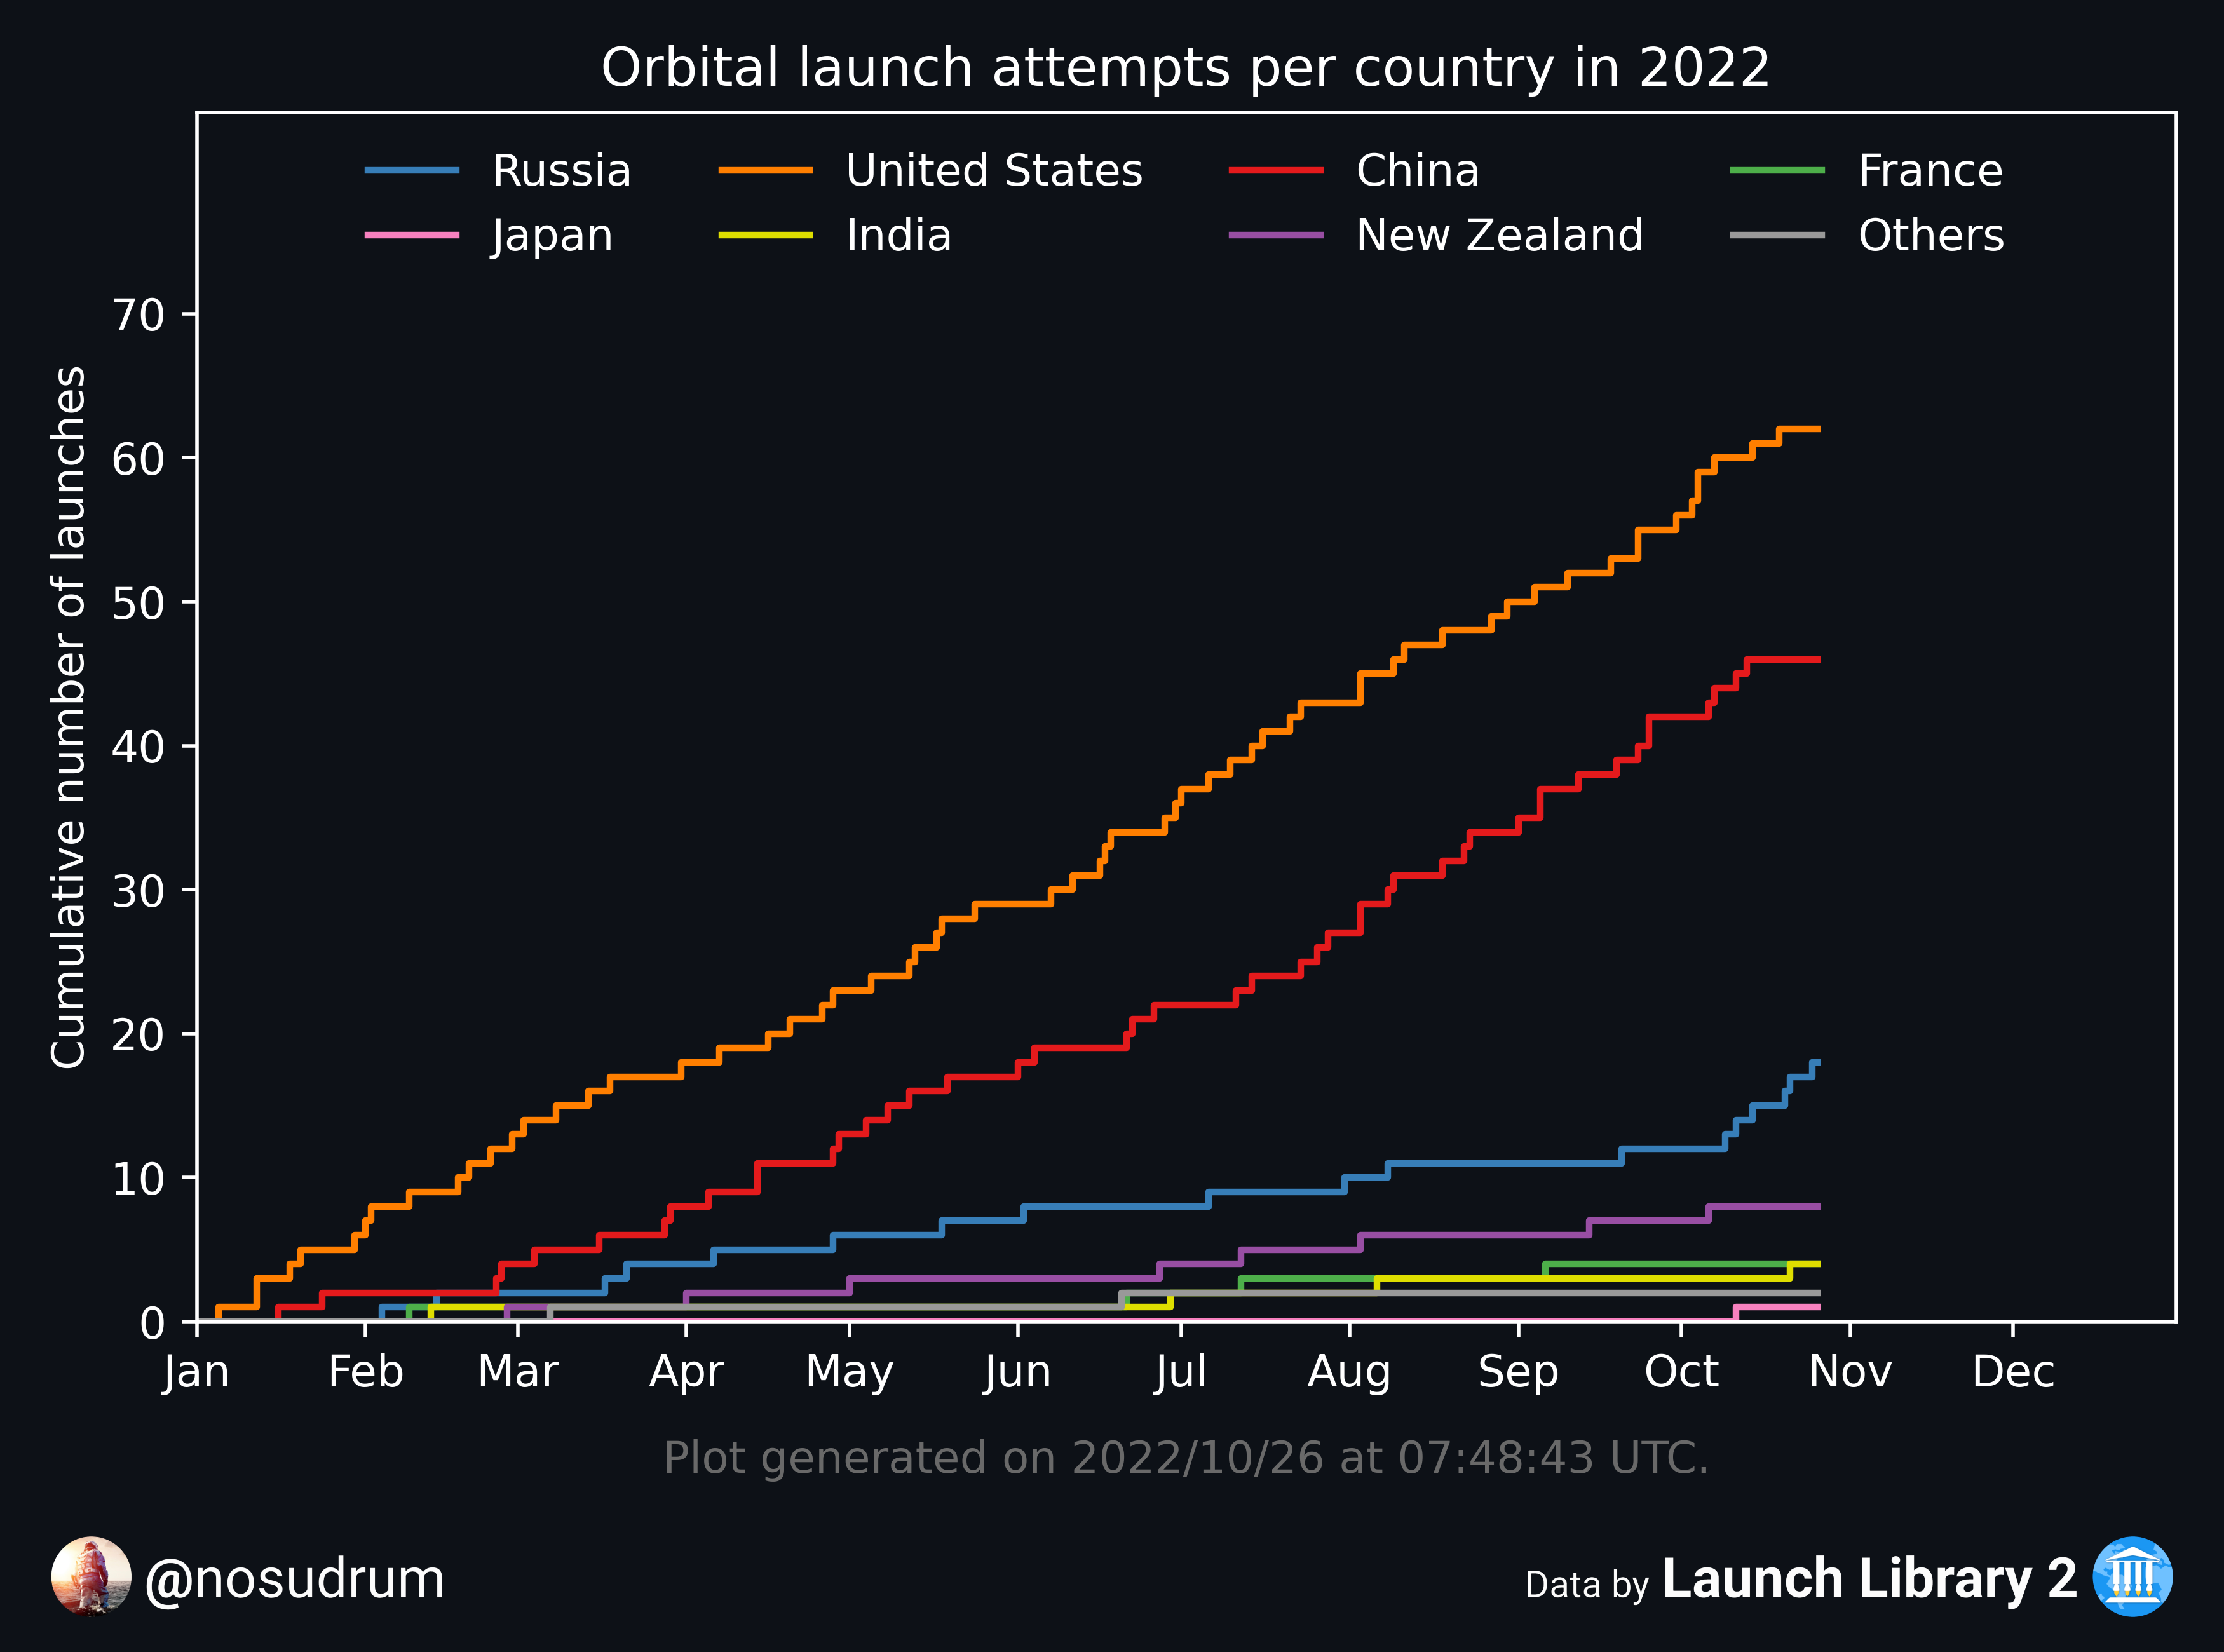 Orbital launch attempts per country in 2022
Russia United States China France
Japan India New Zealand Others
Cumulative number of launches
70
60
50
40
30
20
10
0
Jan Feb Mar Apr May Jun Jul Aug Sep Oct Nov Dec
Plot generated on 2022/10/26 at 07:48:43 UTC.
@nosudrum
Data by Launch Library 2